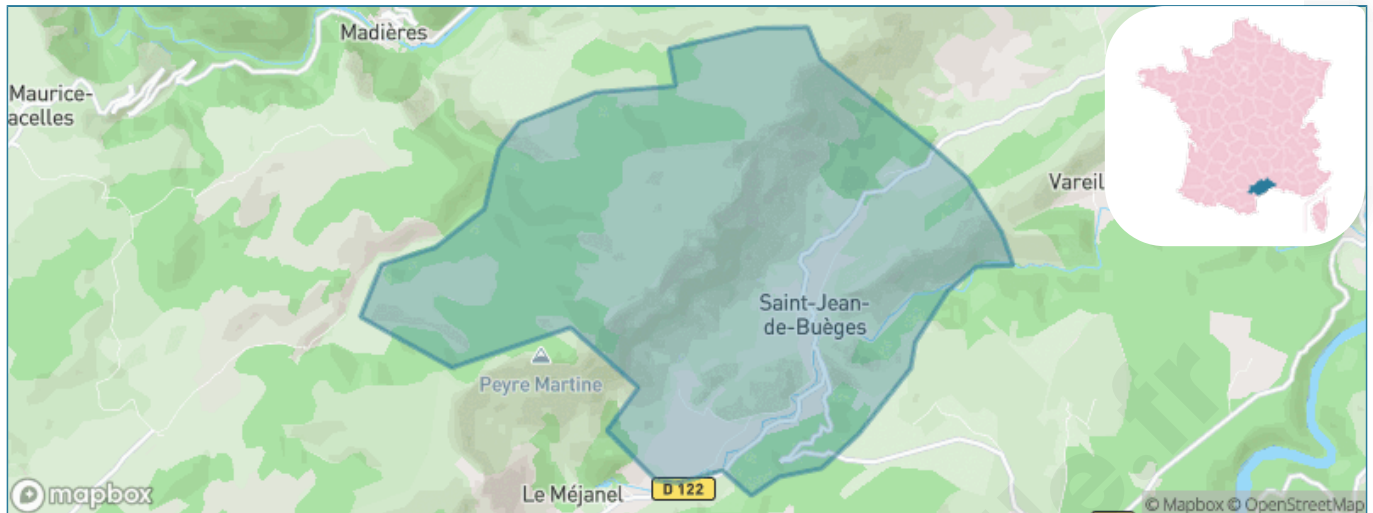 Madières
Maurice-
acelles
Vareil
Saint-Jean-
de-Buèges
Peyre Martine
Le Méjanel
D 122
mapbox
© Mapbox © OpenStreetMap